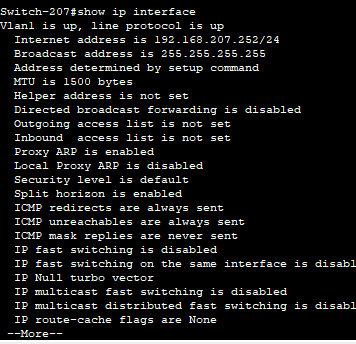 Switch-207#show ip interface
Vlan1 is up, line protocol is up
Internet address is 192.168.207.252/24
Broadcast address is 255.255.255.255
Address determined by setup command
MTU is 1500 bytes
Helper address is not set
Directed broadcast forwarding is disabled
Outgoing access list is not set
Inbound  access list is not set
Proxy ARP is enabled
Local Proxy ARP is disabled
Security level is default
Split horizon is enabled
ICMP redirects are always sent
ICMP unreachables are always sent
ICMP mask replies are never sent
IP fast switching is disabled
IP fast switching on the same interface is disabl
IP Null turbo vector
IP multicast fast switching is disabled
IP multicast distributed fast switching is disabl
IP route-cache flags are None
--More--